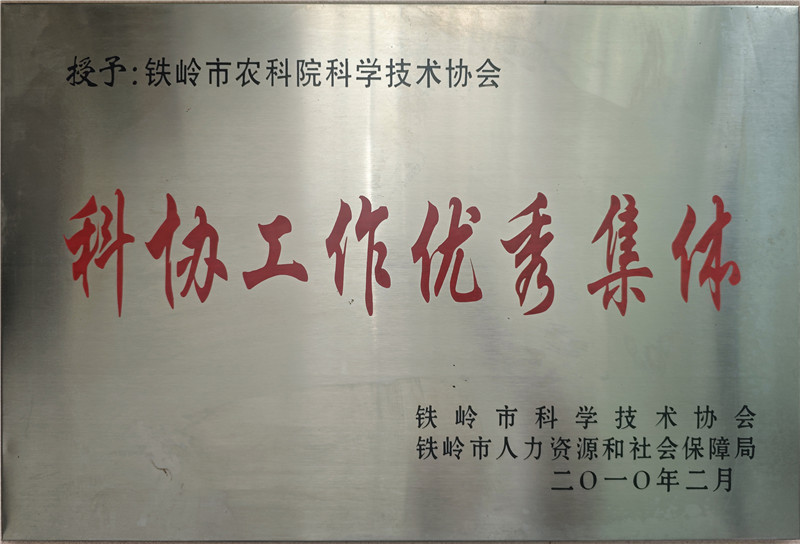 授予:铁岭市农科院科学技术协会
科协工作优秀集体
铁岭市科学技术协会
铁岭市人力资源和社会保障局
二〇一〇年二月